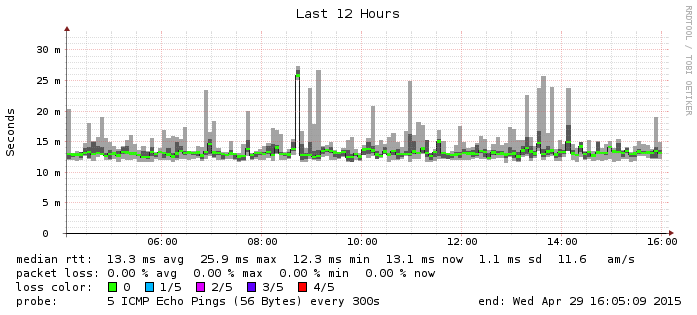 Last 12 Hours
RRDTOOL / TOBI OETIKER
Seconds
30 m
25 m
20 m
15 m
10 m
5 m
0
06:00 08:00 10:00 12:00 14:00 16:00
median rtt: 13.3 ms avg 25.9 ms max 12.3 ms min 13.1 ms now 1.1 ms sd 11.6 am/s
packet loss: 0.00 % avg 0.00 % max 0.00 % min 0.00 % now
loss color: 0 1/5 2/5 3/5 4/5
probe: 5 ICMP Echo Pings (56 Bytes) every 300s end: Wed Apr 29 16:05:09 2015